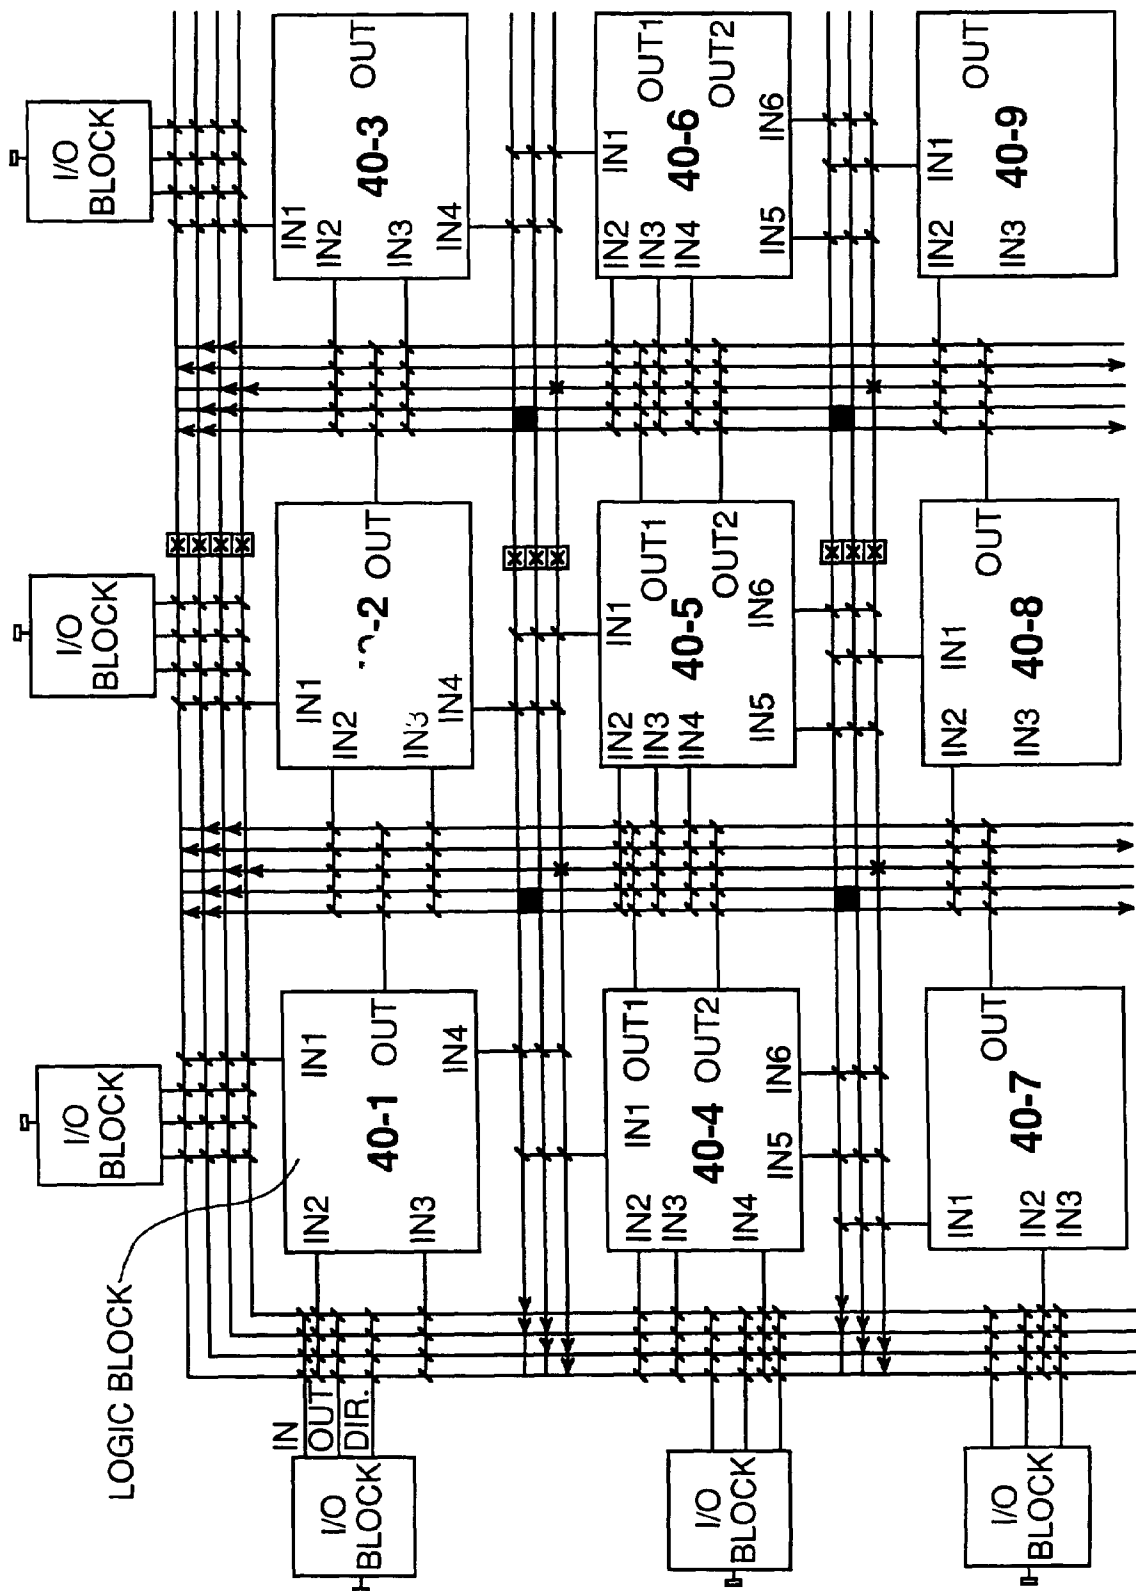 I/O
BLOCK
I/O
BLOCK
I/O
BLOCK
LOGIC BLOCK
I/O
BLOCK
IN
OUT
DIR.
IN1
IN2
40-1
OUT
IN3
IN4
IN1
IN2
-2
OUT
IN3
IN4
IN1
IN2
40-3
OUT
IN3
IN4
I/O
BLOCK
IN1
OUT1
IN2
IN3
40-4
OUT2
IN4
IN5
IN6
IN1
OUT1
IN2
IN3
40-5
IN4
OUT2
IN5
IN6
IN1
OUT1
IN2
IN3
40-6
IN4
OUT2
IN5
IN6
I/O
BLOCK
IN1
OUT
40-7
IN2
IN3
IN1
IN2
OUT
40-8
IN3
IN1
IN2
OUT
40-9
IN3